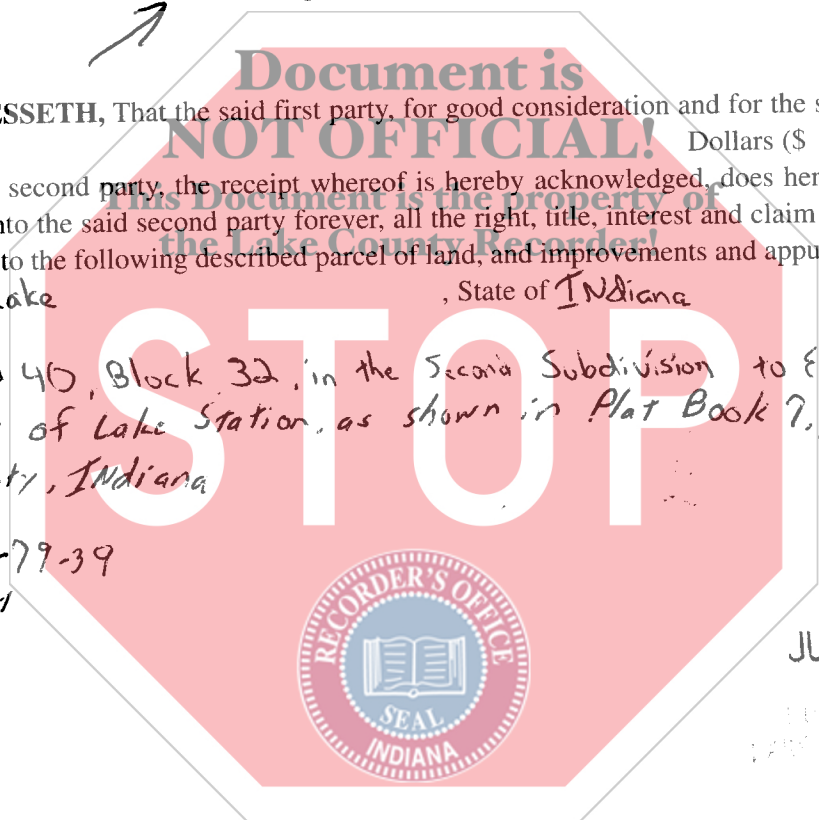 Document is
ESSETH, That the said first party, for good consideration and for the s
NOT OFFICIAL!
Dollars ($
second party, the receipt whereof is hereby acknowledged, does her
This Document is the property of
nto the said second party forever, all the right, title, interest and claim
the Lake County Recorder!
to the following described parcel of land, and improvements and appu
ake , State of INdiana
STOP
40, Block 32, in the Second Subdivision to E
of Lake Station, as shown in Plat Book 7,
ty, INdiana
-79-39
RECORDER'S OFFICE
SEAL
INDIANA
JU